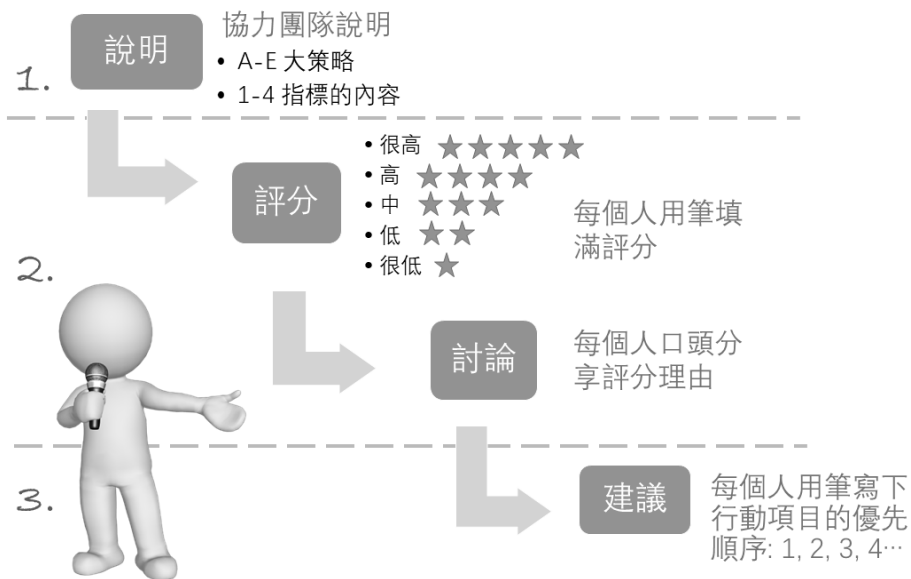 1.
說明
協力團隊說明
• A-E 大策略
• 1-4 指標的內容
2.
評分
• 很高 ★★★★★
• 高 ★★★★
• 中 ★★★
• 低 ★★
• 很低 ★
每個人用筆填
滿評分
討論
每個人口頭分
享評分理由
3.
建議
每個人用筆寫下
行動項目的優先
順序: 1, 2, 3, 4…